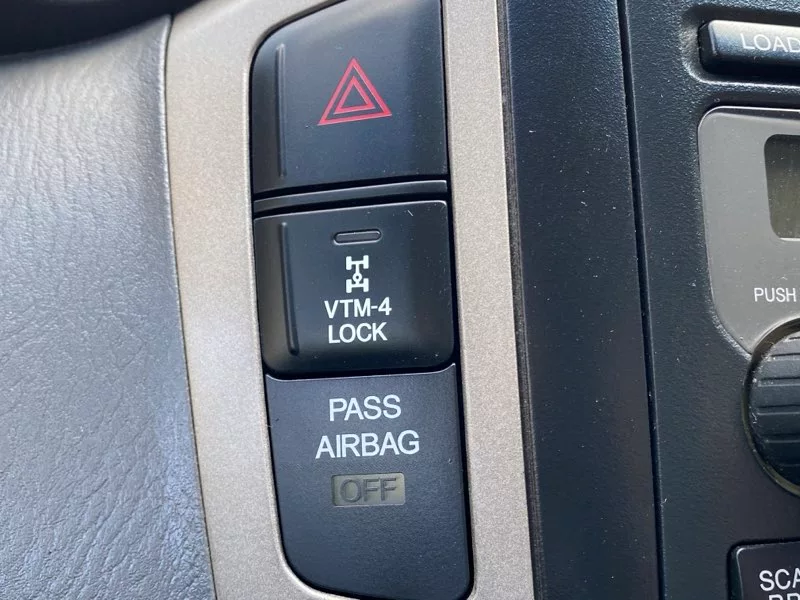 LOAD
VTM-4
LOCK
PUSH
PASS
AIRBAG
OFF